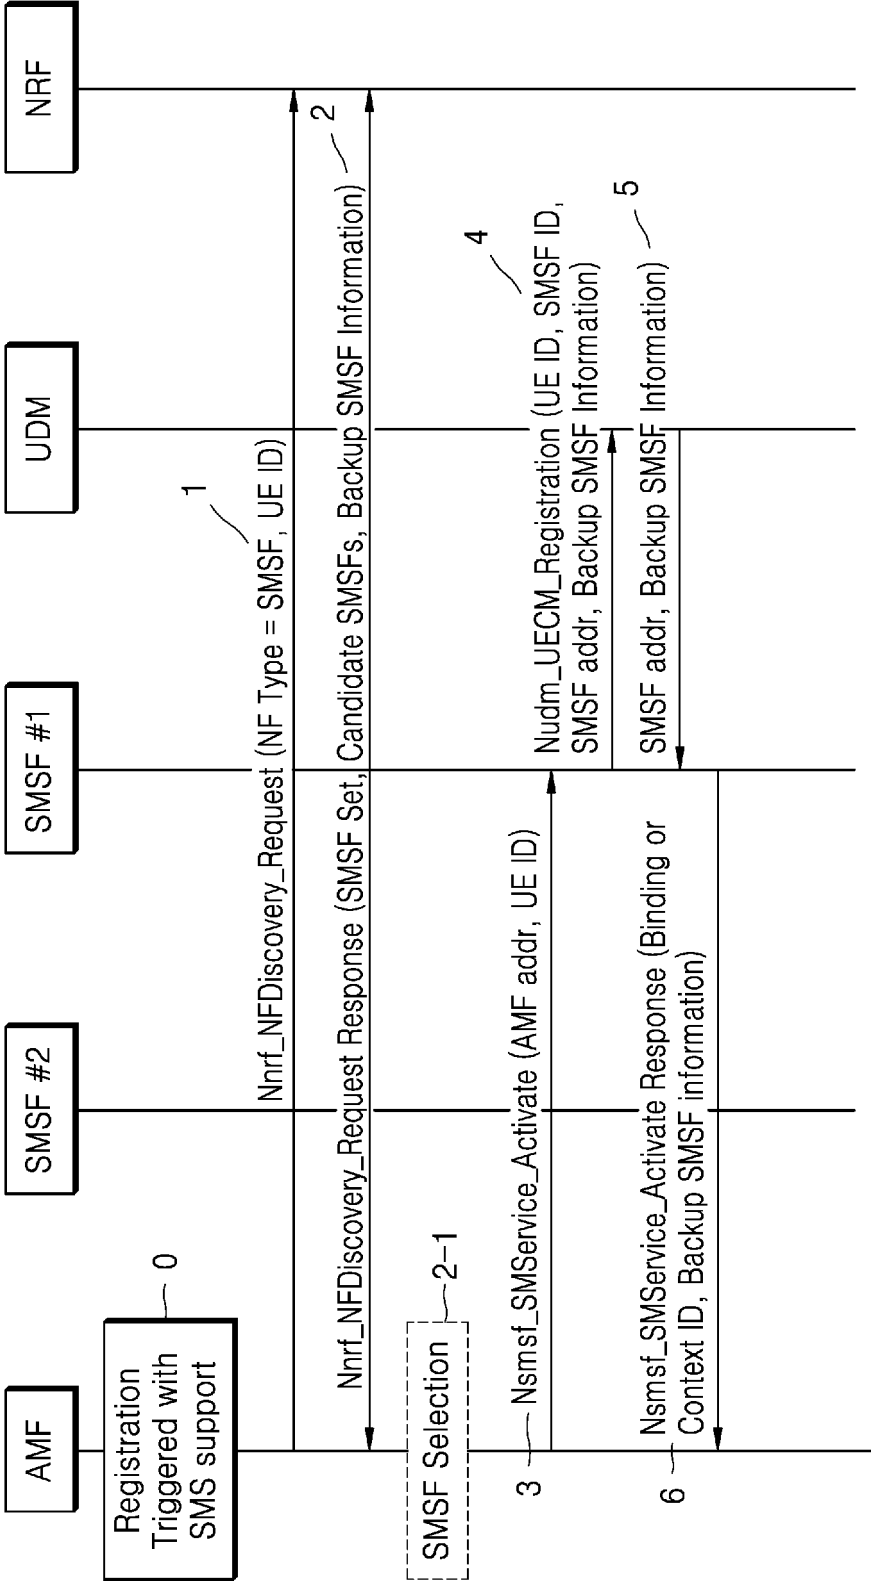 AMF
SMSF #2
SMSF #1
UDM
NRF
Registration
Triggered with
SMS support
0
Nnrf_NFDiscovery_Request (NF Type = SMSF, UE ID)
1
Nnrf_NFDiscovery_Request Response (SMSF Set, Candidate SMSFs, Backup SMSF Information)
2
SMSF Selection
2-1
3
Nsmsf_SMService_Activate (AMF addr, UE ID)
4
Nudm_UECM_Registration (UE ID, SMSF ID,
SMSF addr, Backup SMSF Information)
SMSF addr, Backup SMSF Information)
5
6
Nsmsf_SMService_Activate Response (Binding or
Context ID, Backup SMSF information)